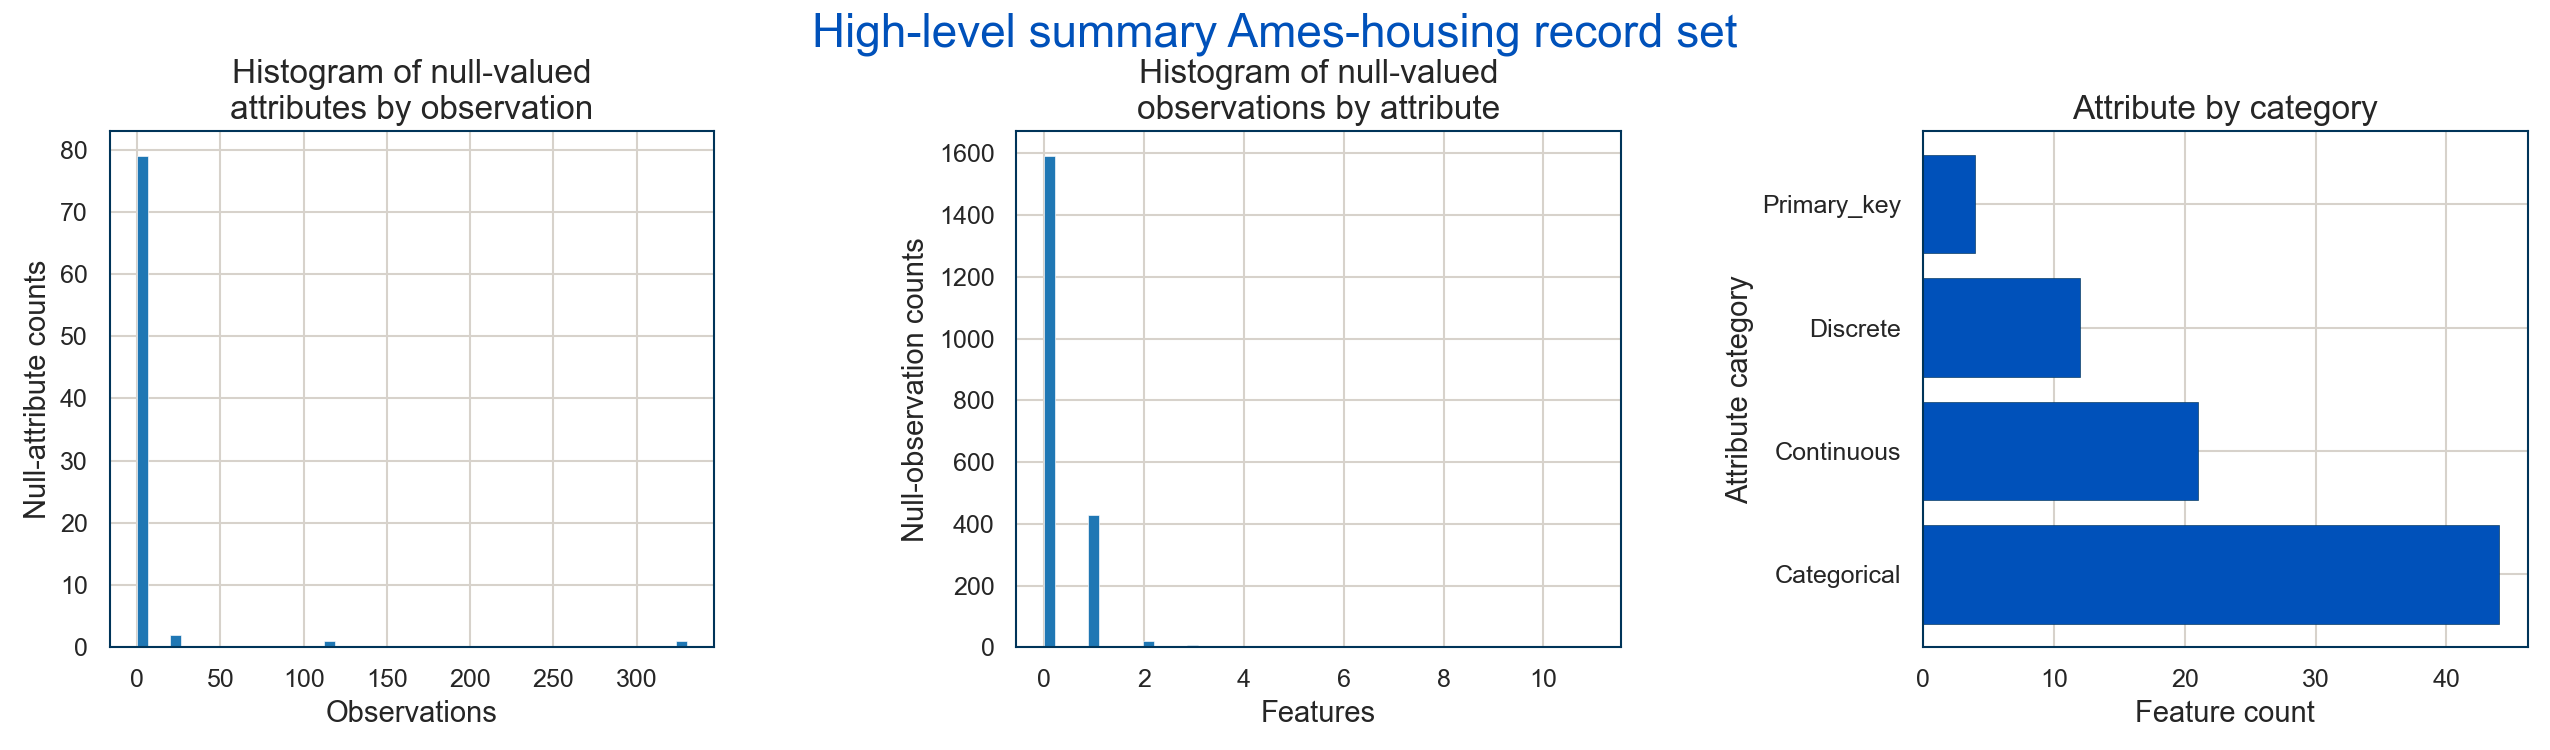 High-level summary Ames-housing record set
Histogram of null-valued
attributes by observation
Null-attribute counts
80
70
60
50
40
30
20
10
0
0 50 100 150 200 250 300
Observations
Histogram of null-valued
observations by attribute
Null-observation counts
1600
1400
1200
1000
800
600
400
200
0
0 2 4 6 8 10
Features
Attribute by category
Attribute category
Primary_key
Discrete
Continuous
Categorical
0 10 20 30 40
Feature count